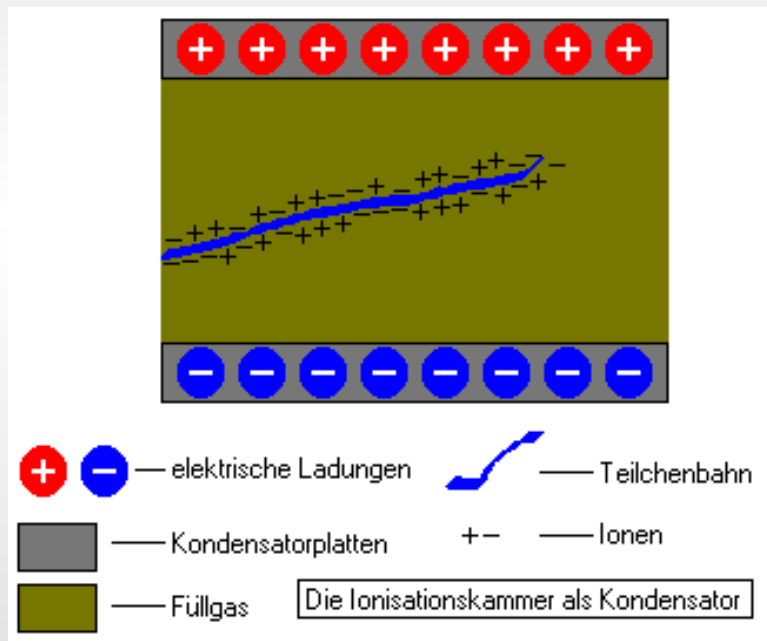 elektrische Ladungen
Teilchenbahn
Kondensatorplatten
+− Ionen
Füllgas
Die Ionisationskammer als Kondensator